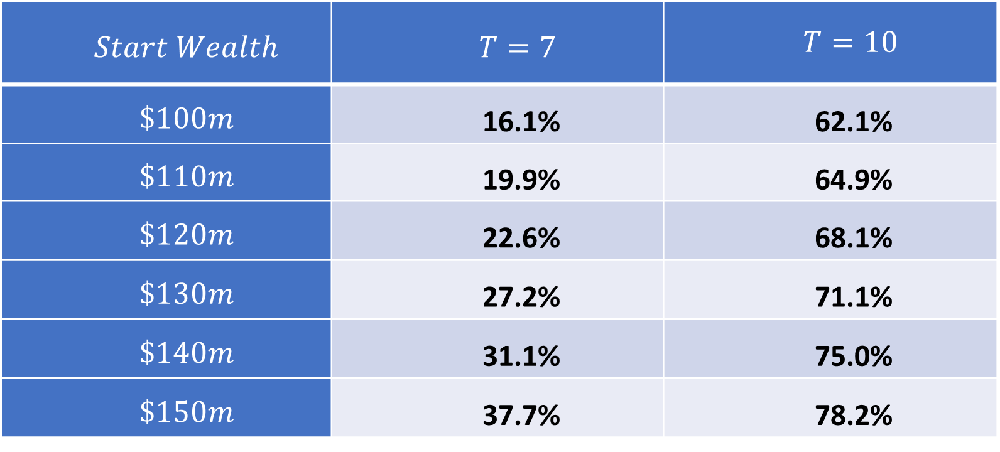 Start Wealth T = 7 T = 10
$100m 16.1% 62.1%
$110m 19.9% 64.9%
$120m 22.6% 68.1%
$130m 27.2% 71.1%
$140m 31.1% 75.0%
$150m 37.7% 78.2%